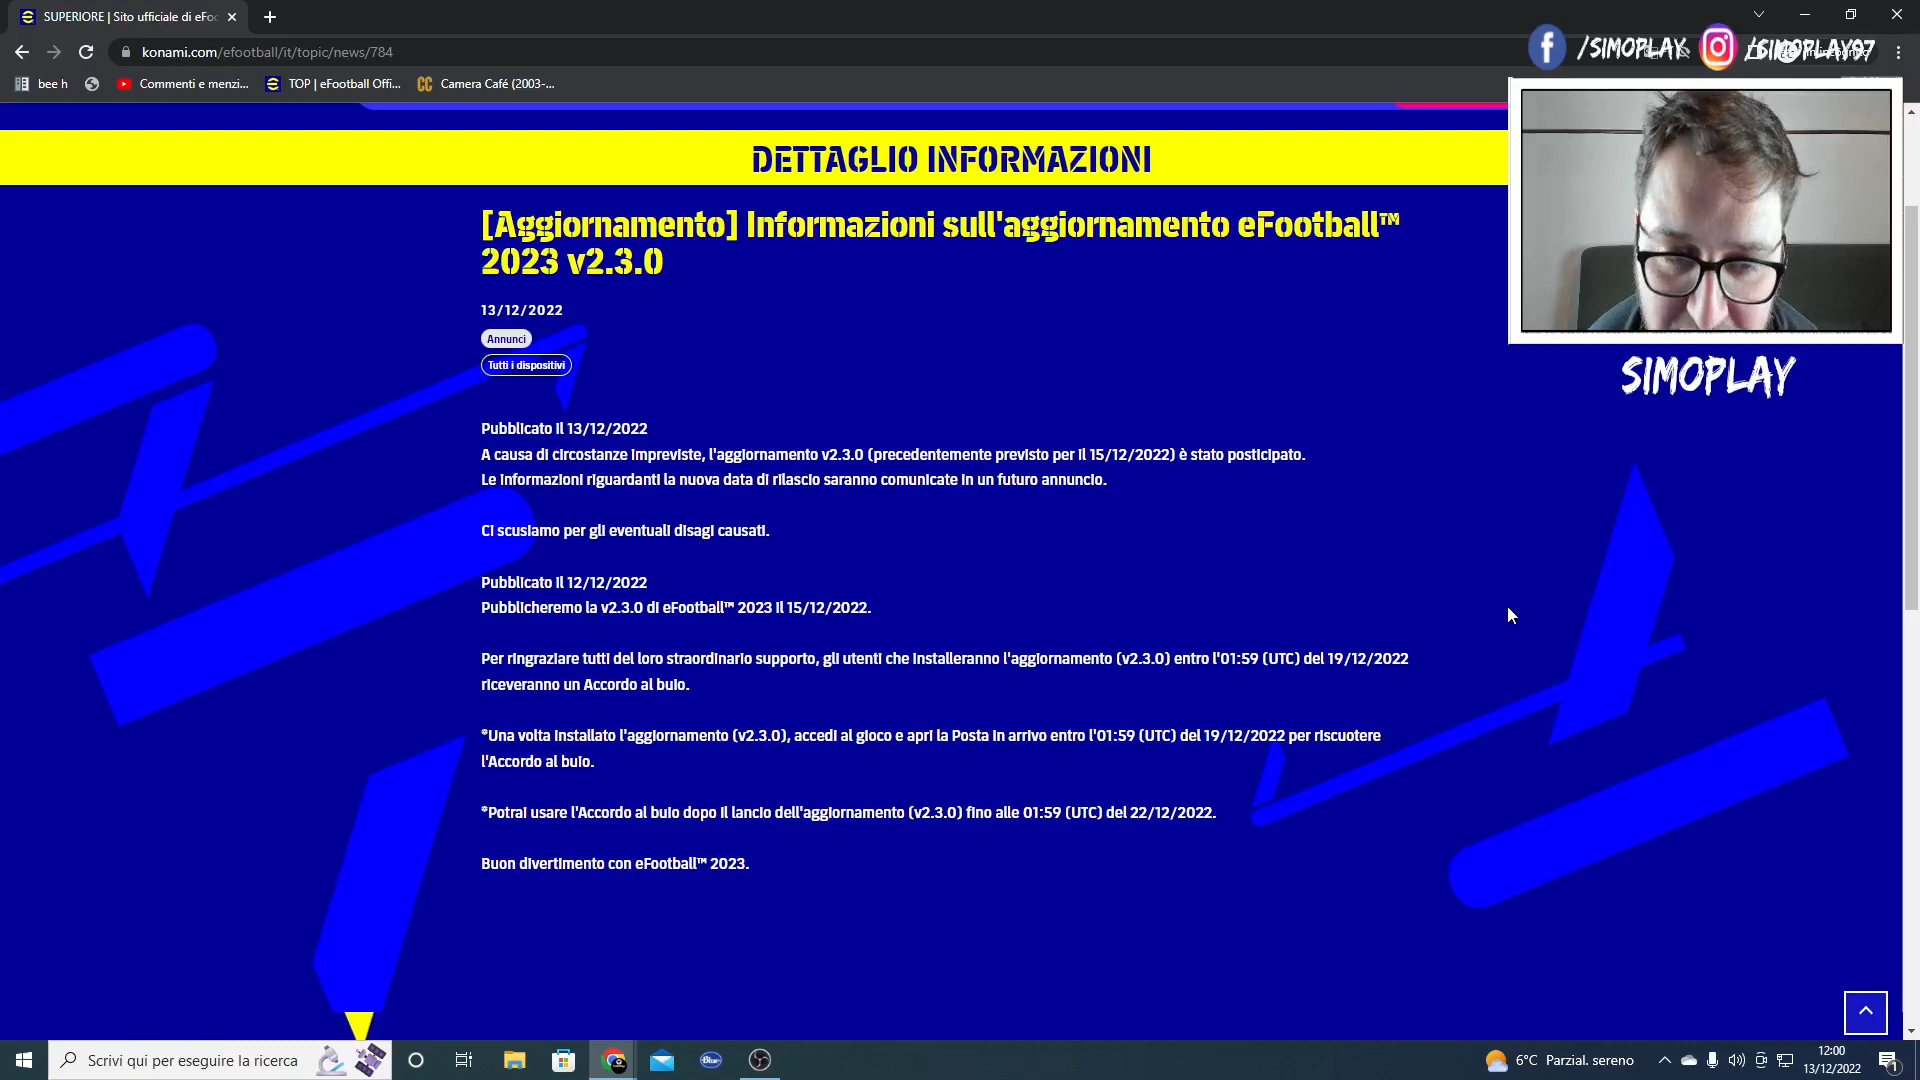 SUPERIORE | Sito ufficiale di eFoo
konami.com/efootball/it/topic/news/784
/SIMOPLAY
/SIMOPLAY97
bee h
Commenti e menzi...
TOP | eFootball Offi...
Camera Café (2003-...
DETTAGLIO INFORMAZIONI
[Aggiornamento] Informazioni sull'aggiornamento eFootball™
2023 v2.3.0
13/12/2022
Annunci
Tutti i dispositivi
SIMOPLAY
Pubblicato il 13/12/2022
A causa di circostanze impreviste, l'aggiornamento v2.3.0 (precedentemente previsto per il 15/12/2022) è stato posticipato.
Le informazioni riguardanti la nuova data di rilascio saranno comunicate in un futuro annuncio.
Ci scusiamo per gli eventuali disagi causati.
Pubblicato il 12/12/2022
Pubblicheremo la v2.3.0 di eFootball™ 2023 il 15/12/2022.
Per ringraziare tutti del loro straordinario supporto, gli utenti che installeranno l'aggiornamento (v2.3.0) entro l'01:59 (UTC) del 19/12/2022
riceveranno un Accordo al buio.
*Una volta installato l'aggiornamento (v2.3.0), accedi al gioco e apri la Posta in arrivo entro l'01:59 (UTC) del 19/12/2022 per riscuotere
l'Accordo al buio.
*Potrai usare l'Accordo al buio dopo il lancio dell'aggiornamento (v2.3.0) fino alle 01:59 (UTC) del 22/12/2022.
Buon divertimento con eFootball™ 2023.
Scrivi qui per eseguire la ricerca
Blue
6°C Parzial. sereno
12:00
13/12/2022
1